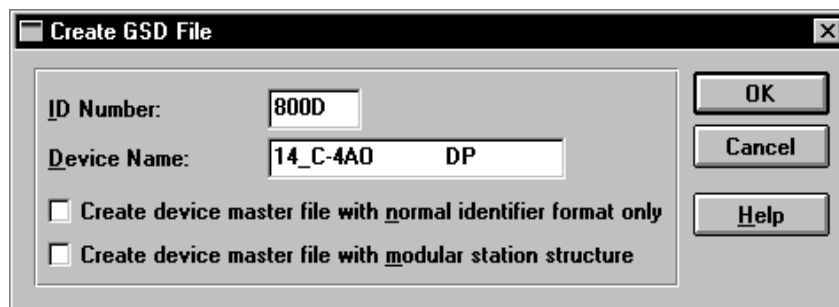 Create GSD File
ID Number: 800D
Device Name: 14_C-4AO DP
Create device master file with normal identifier format only
Create device master file with modular station structure
OK
Cancel
Help